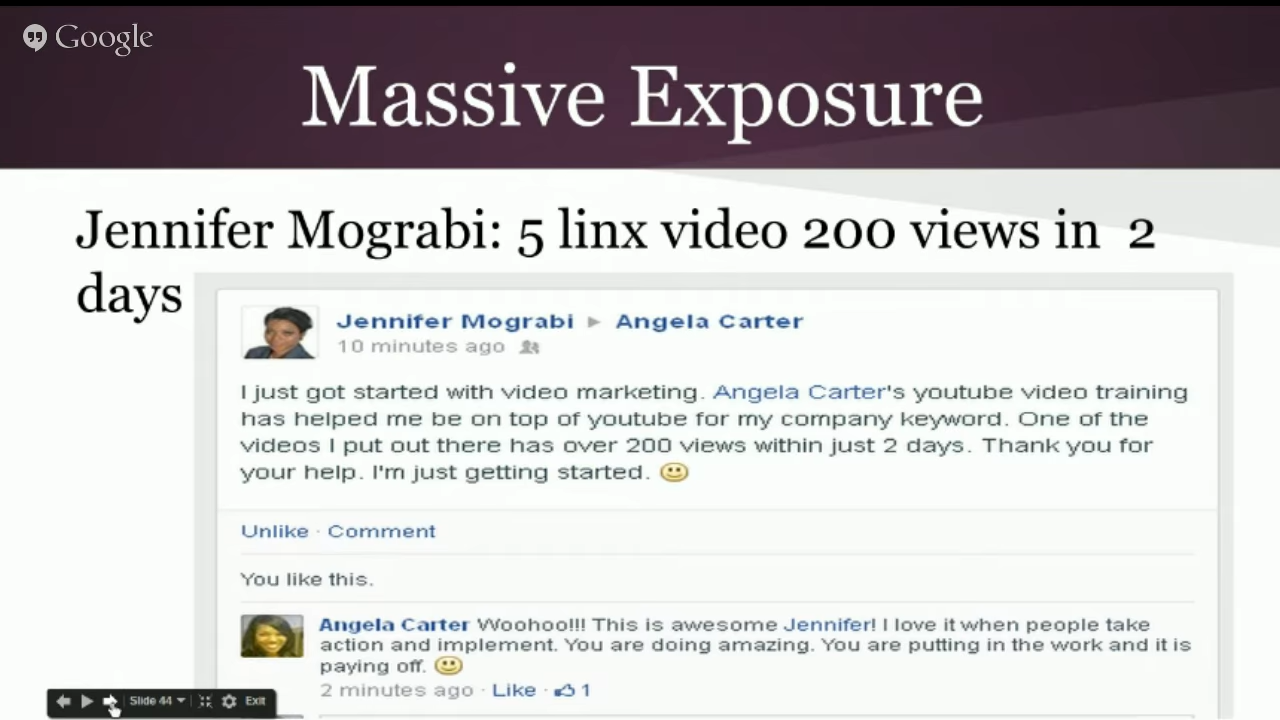 Google
Massive Exposure
Jennifer Mograbi: 5 linx video 200 views in 2
days
Jennifer Mograbi ▸ Angela Carter
10 minutes ago
I just got started with video marketing. Angela Carter's youtube video training
has helped me be on top of youtube for my company keyword. One of the
videos I put out there has over 200 views within just 2 days. Thank you for
your help. I'm just getting started. 🙂
Unlike · Comment
You like this.
Angela Carter Woohoo!!! This is awesome Jennifer! I love it when people take
action and implement. You are doing amazing. You are putting in the work and it is
paying off. 🙂
2 minutes ago · Like · 1
Slide 44 Exit